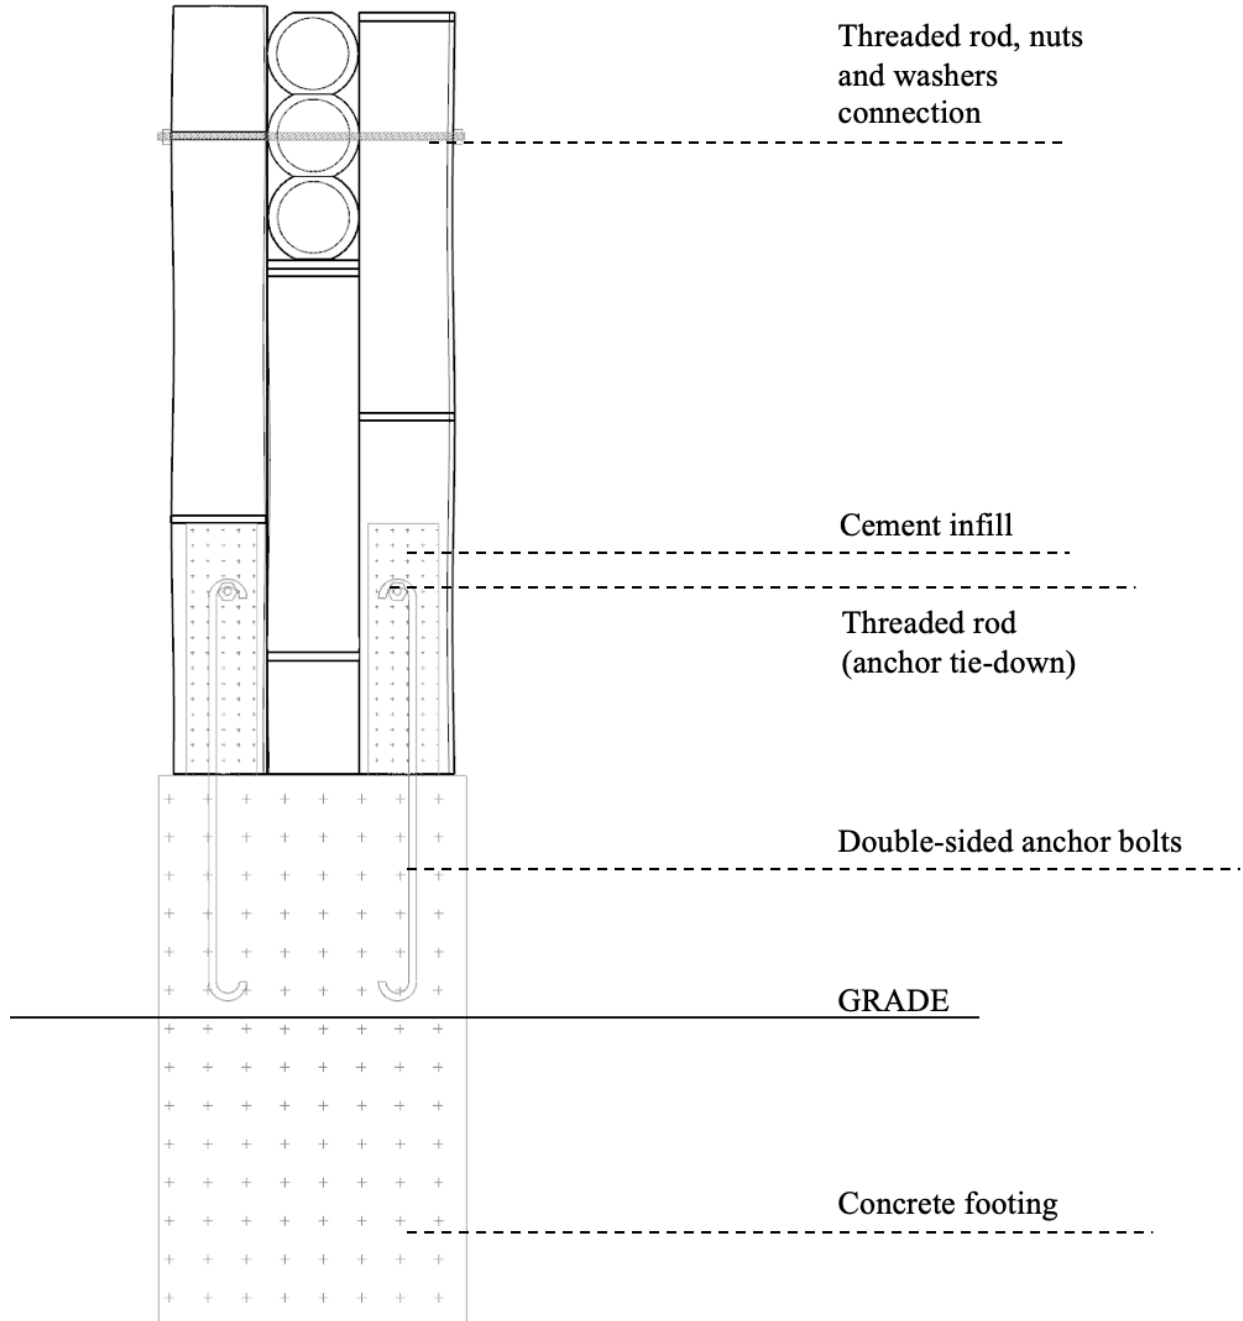 Threaded rod, nuts
and washers
connection
Cement infill
Threaded rod
(anchor tie-down)
Double-sided anchor bolts
GRADE
Concrete footing